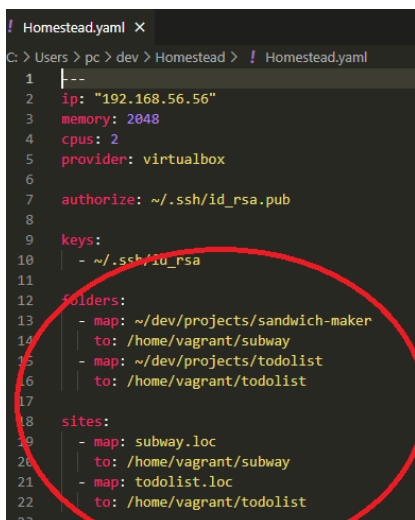 ! Homestead.yaml ×
C: > Users > pc > dev > Homestead > ! Homestead.yaml
1 ---
2 ip: "192.168.56.56"
3 memory: 2048
4 cpus: 2
5 provider: virtualbox
6
7 authorize: ~/.ssh/id_rsa.pub
8
9 keys:
10 - ~/.ssh/id_rsa
11
12 folders:
13 - map: ~/dev/projects/sandwich-maker
14 to: /home/vagrant/subway
15 - map: ~/dev/projects/todolist
16 to: /home/vagrant/todolist
17
18 sites:
19 - map: subway.loc
20 to: /home/vagrant/subway
21 - map: todolist.loc
22 to: /home/vagrant/todolist
23